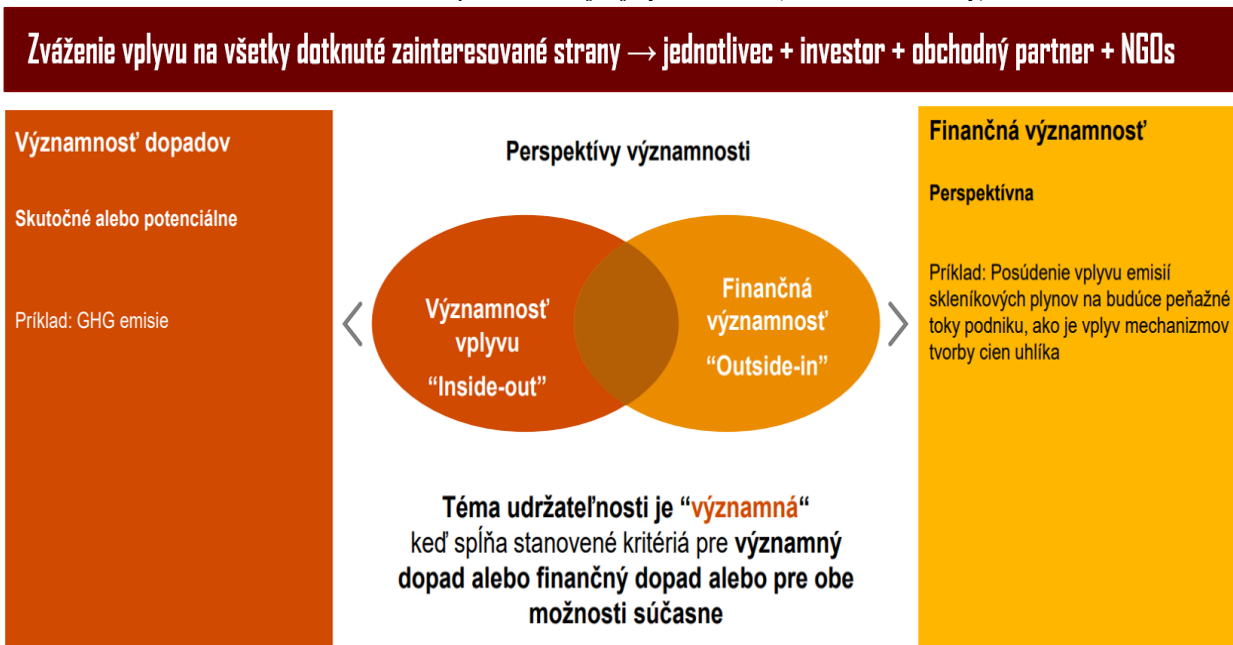 Zváženie vplyvu na všetky dotknuté zainteresované strany → jednotlivec + investor + obchodný partner + NGOs
Významnosť dopadov
Skutočné alebo potenciálne
Príklad: GHG emisie
Perspektívy významnosti
Významnosť
vplyvu
“Inside-out”
Finančná
významnosť
“Outside-in”
Téma udržateľnosti je “významná“
keď spĺňa stanovené kritériá pre významný
dopad alebo finančný dopad alebo pre obe
možnosti súčasne
Finančná významnosť
Perspektívna
Príklad: Posúdenie vplyvu emisií
skleníkových plynov na budúce peňažné
toky podniku, ako je vplyv mechanizmov
tvorby cien uhlíka